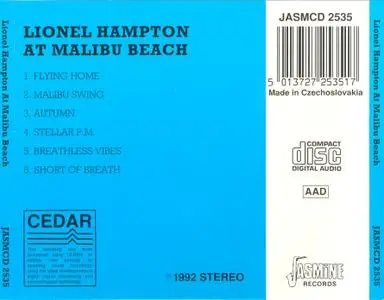 Lionel Hampton At Malibu Beach
JASMCD 2535
LIONEL HAMPTON
AT MALIBU BEACH
1 FLYING HOME
2 MALIBU SWING
3 AUTUMN
4 STELLAR P.M.
5 BREATHLESS VIBES
6 SHORT OF BREATH
CEDAR
℗1992 STEREO
JASMCD 2535
5 013727 253517
Made in Czechoslovakia
COMPACT
disc
DIGITAL AUDIO
AAD
JASMINE
RECORDS
Lionel Hampton At Malibu Beach
JASMCD 2535